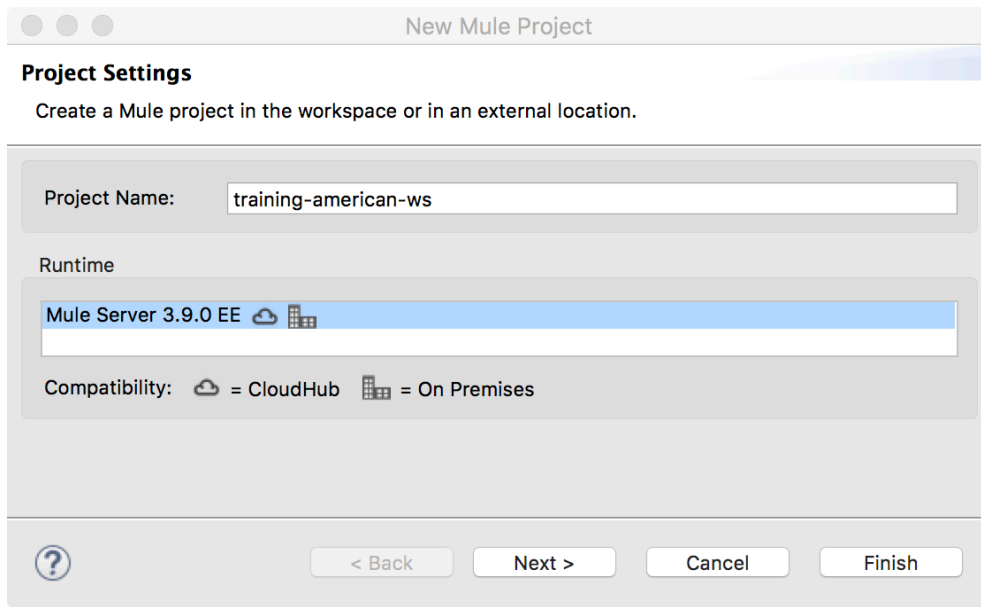 New Mule Project
Project Settings
Create a Mule project in the workspace or in an external location.
Project Name: training-american-ws
Runtime
Mule Server 3.9.0 EE
Compatibility: = CloudHub = On Premises
? < Back Next > Cancel Finish